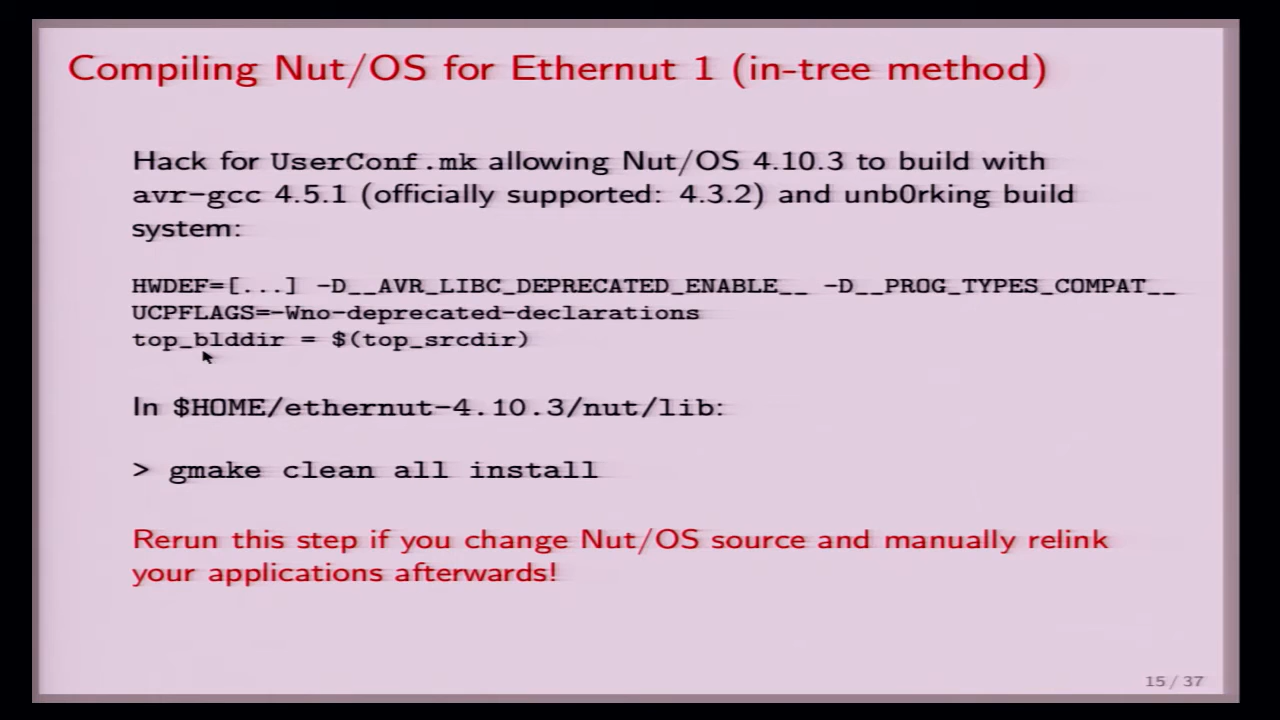 Compiling Nut/OS for Ethernut 1 (in-tree method)
Hack for UserConf.mk allowing Nut/OS 4.10.3 to build with
avr-gcc 4.5.1 (officially supported: 4.3.2) and unb0rking build
system:
HWDEF=[...] -D__AVR_LIBC_DEPRECATED_ENABLE__ -D__PROG_TYPES_COMPAT__
UCPFLAGS=-Wno-deprecated-declarations
top_blddir = $(top_srcdir)
In $HOME/ethernut-4.10.3/nut/lib:
> gmake clean all install
Rerun this step if you change Nut/OS source and manually relink
your applications afterwards!
15 / 37